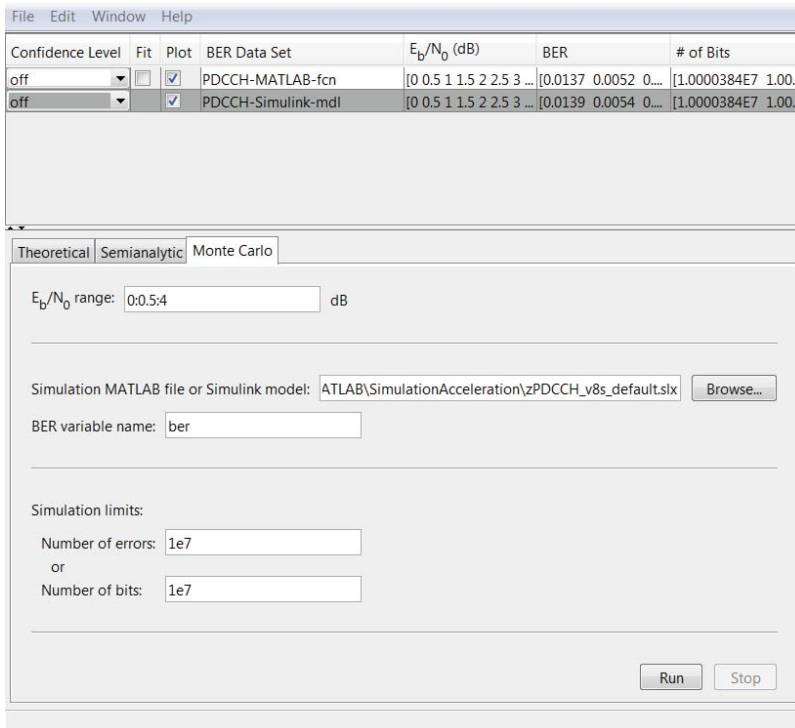 File Edit Window Help
Confidence Level Fit Plot BER Data Set Eb/N0 (dB) BER # of Bits
off PDCCH-MATLAB-fcn [0 0.5 1 1.5 2 2.5 3 ... [0.0137 0.0052 0.... [1.0000384E7 1.00.
off PDCCH-Simulink-mdl [0 0.5 1 1.5 2 2.5 3 ... [0.0139 0.0054 0.... [1.0000384E7 1.00.
Theoretical Semianalytic Monte Carlo
Eb/N0 range: 0:0.5:4 dB
Simulation MATLAB file or Simulink model: ATLAB\SimulationAcceleration\zPDCCH_v8s_default.slx Browse...
BER variable name: ber
Simulation limits:
Number of errors: 1e7
or
Number of bits: 1e7
Run Stop